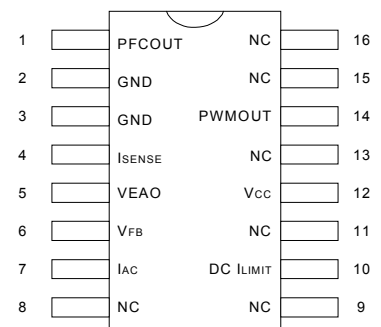 1 PFCOUT NC 16
2 GND NC 15
3 GND PWMOUT 14
4 ISENSE NC 13
5 VEAO VCC 12
6 VFB NC 11
7 IAC DC ILIMIT 10
8 NC NC 9